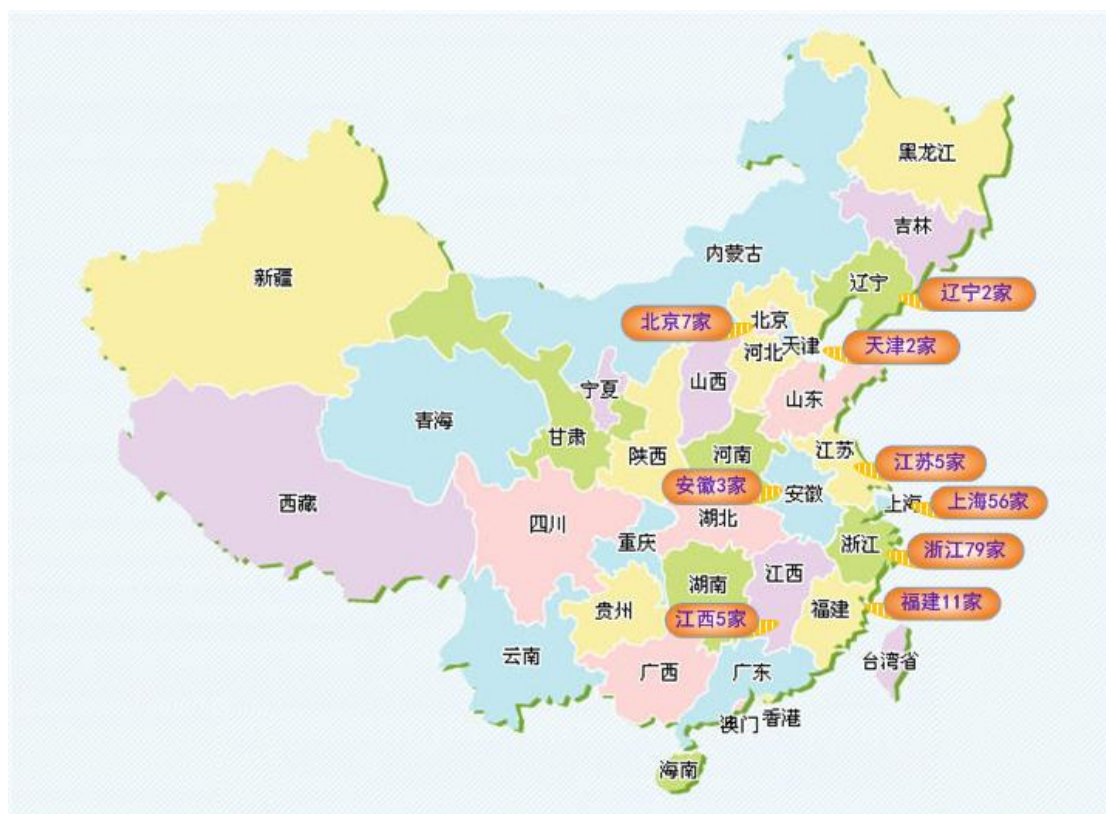 黑龙江
吉林
内蒙古
新疆
辽宁
辽宁2家
北京7家
北京
天津
天津2家
河北
山西
宁夏
山东
青海
甘肃
陕西
河南
江苏
江苏5家
安徽3家
安徽
西藏
上海
上海56家
四川
湖北
重庆
浙江
浙江79家
江西
湖南
贵州
福建
福建11家
江西5家
云南
广西
广东
台湾省
澳门
香港
海南